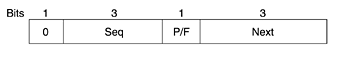 Bits 1 3 1 3
0 Seq P/F Next